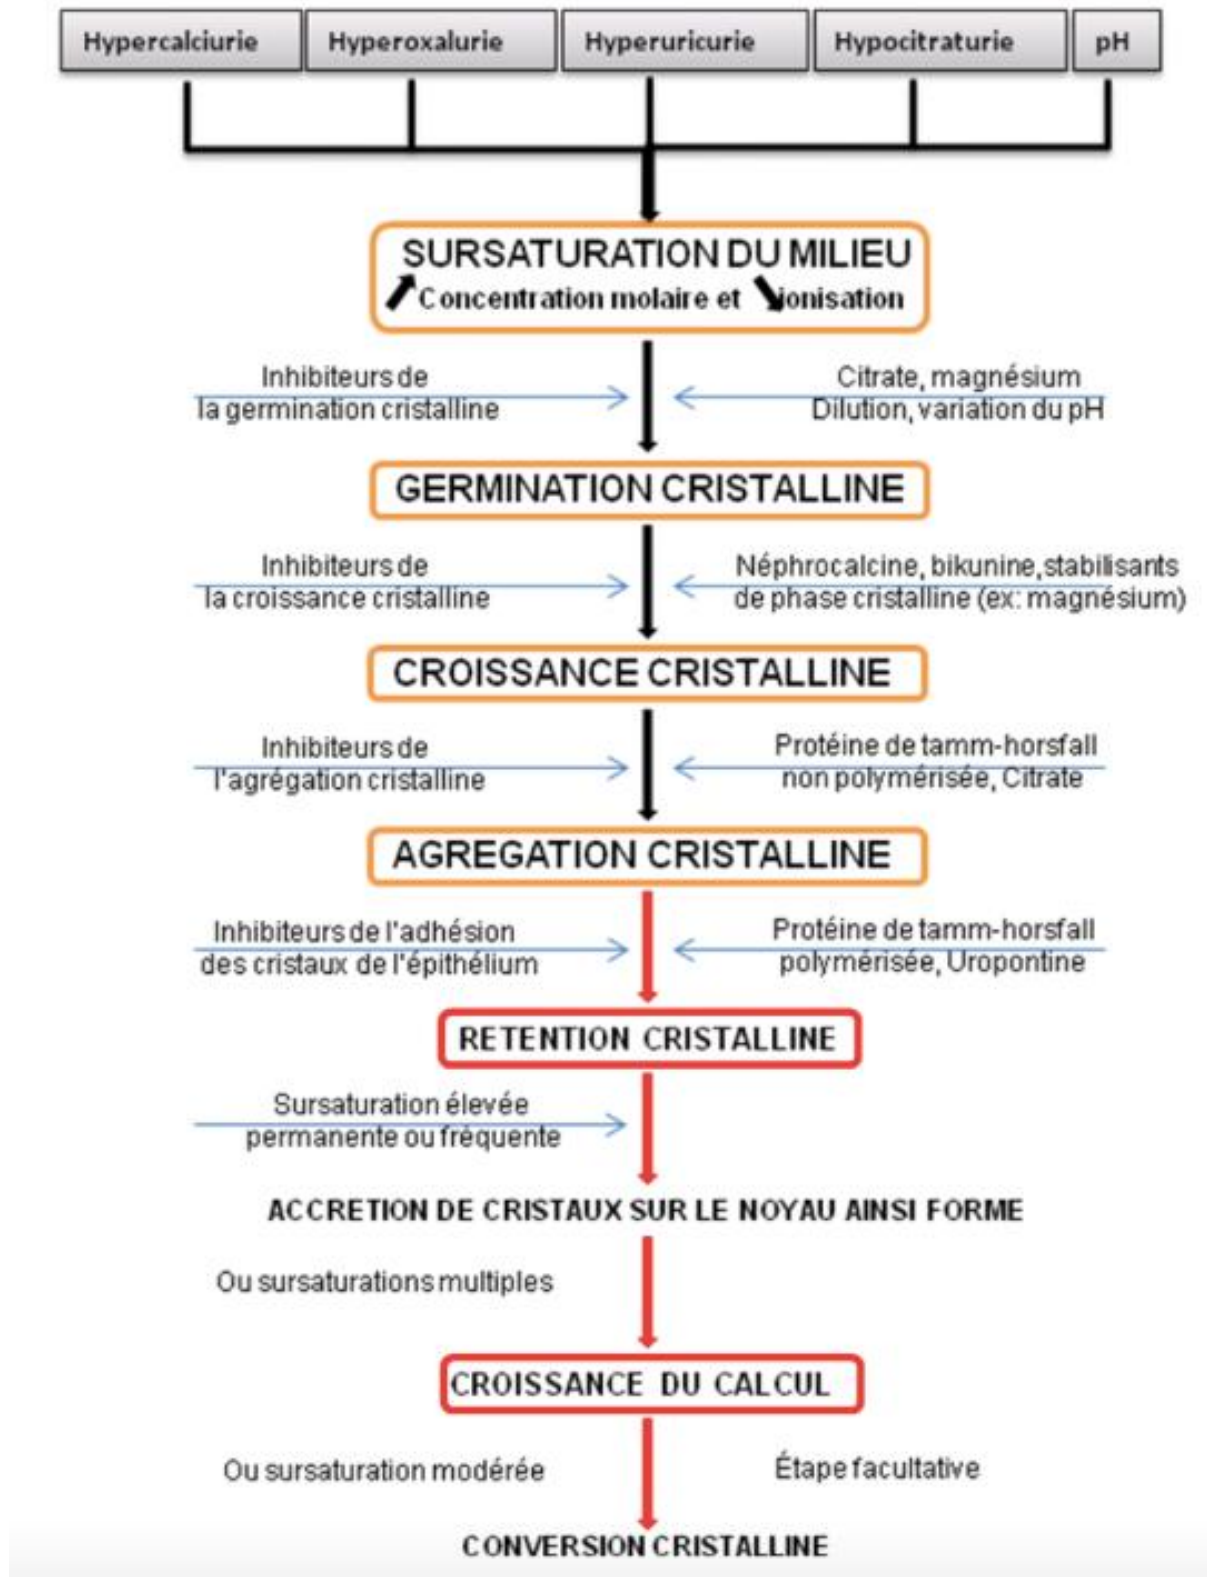 Hypercalciurie
Hyperoxalurie
Hyperuricurie
Hypocitraturie
pH
SURSATURATION DU MILIEU
Concentration molaire et ionisation
Inhibiteurs de
la germination cristalline
Citrate, magnésium
Dilution, variation du pH
GERMINATION CRISTALLINE
Inhibiteurs de
la croissance cristalline
Néphrocalcine, bikunine,stabilisants
de phase cristalline (ex: magnésium)
CROISSANCE CRISTALLINE
Inhibiteurs de
l'agrégation cristalline
Protéine de tamm-horsfall
non polymérisée, Citrate
AGREGATION CRISTALLINE
Inhibiteurs de l'adhésion
des cristaux de l'épithélium
Protéine de tamm-horsfall
polymérisée, Uropontine
RETENTION CRISTALLINE
Sursaturation élevée
permanente ou fréquente
ACCRETION DE CRISTAUX SUR LE NOYAU AINSI FORME
Ou sursaturations multiples
CROISSANCE DU CALCUL
Ou sursaturation modérée
Étape facultative
CONVERSION CRISTALLINE